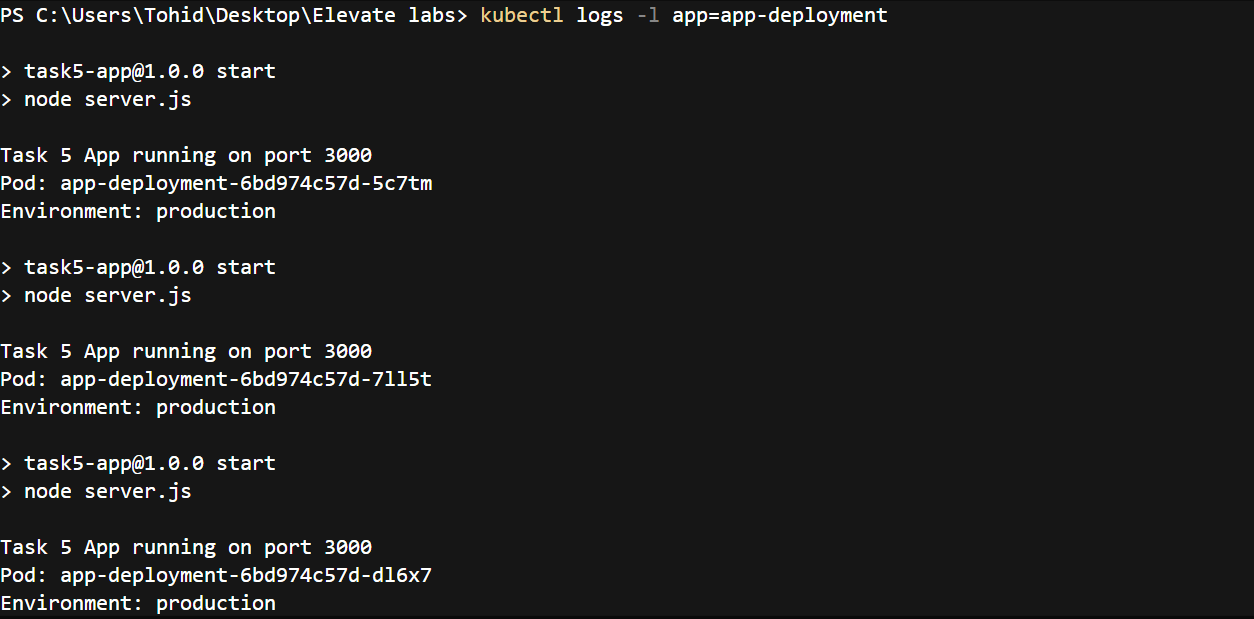 PS C:\Users\Tohid\Desktop\Elevate labs> kubectl logs -l app=app-deployment
> task5-app@1.0.0 start
> node server.js
Task 5 App running on port 3000
Pod: app-deployment-6bd974c57d-5c7tm
Environment: production
> task5-app@1.0.0 start
> node server.js
Task 5 App running on port 3000
Pod: app-deployment-6bd974c57d-7ll5t
Environment: production
> task5-app@1.0.0 start
> node server.js
Task 5 App running on port 3000
Pod: app-deployment-6bd974c57d-dl6x7
Environment: production